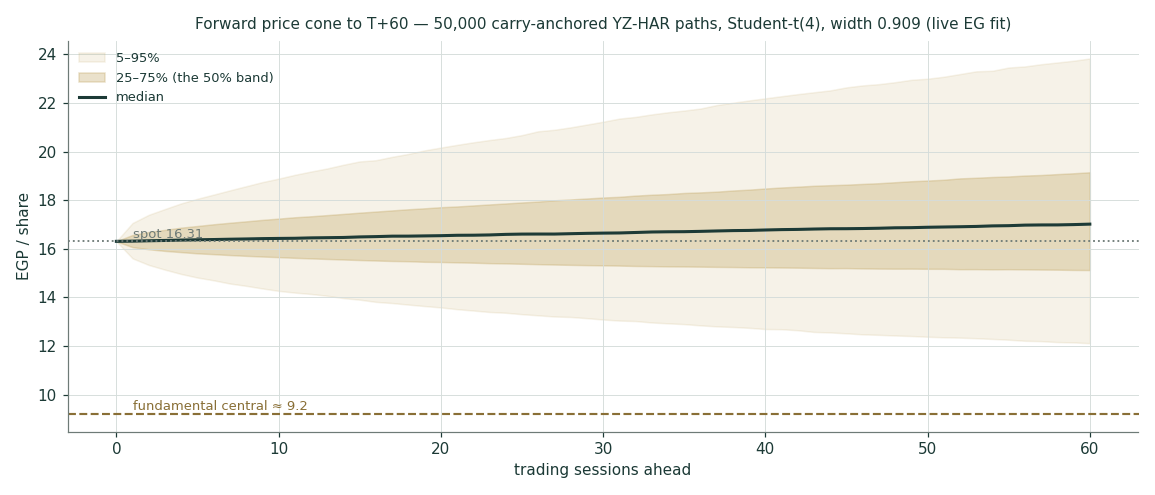 Forward price cone to T+60 — 50,000 carry-anchored YZ-HAR paths, Student-t(4), width 0.909 (live EG fit)
5–95%
25–75% (the 50% band)
median
24
22
20
18
16
14
12
10
EGP / share
spot 16.31
fundamental central ≈ 9.2
0
10
20
30
40
50
60
trading sessions ahead